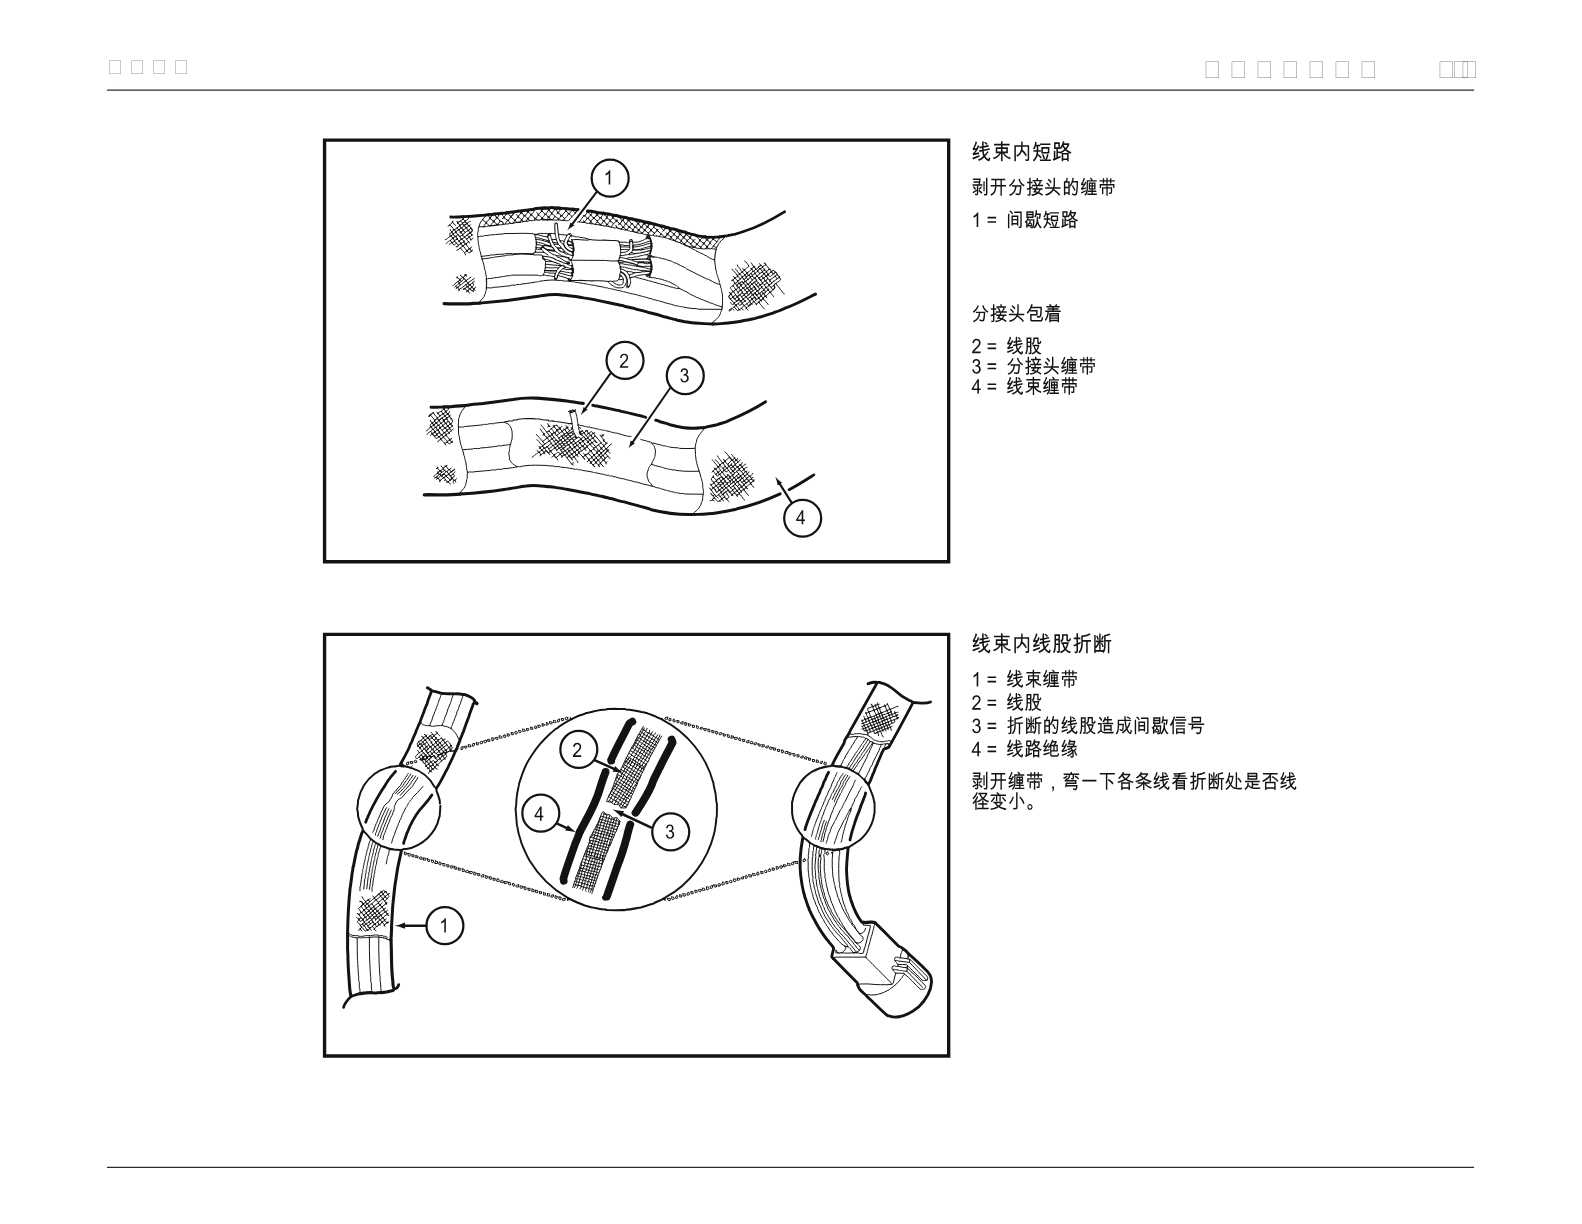 线束内短路
剥开分接头的缠带
1 = 间歇短路
分接头包着
2 = 线股
3 = 分接头缠带
4 = 线束缠带
1
2
3
4
线束内线股折断
1 = 线束缠带
2 = 线股
3 = 折断的线股造成间歇信号
4 = 线路绝缘
剥开缠带，弯一下各条线看折断处是否线
径变小。
2
4
3
1